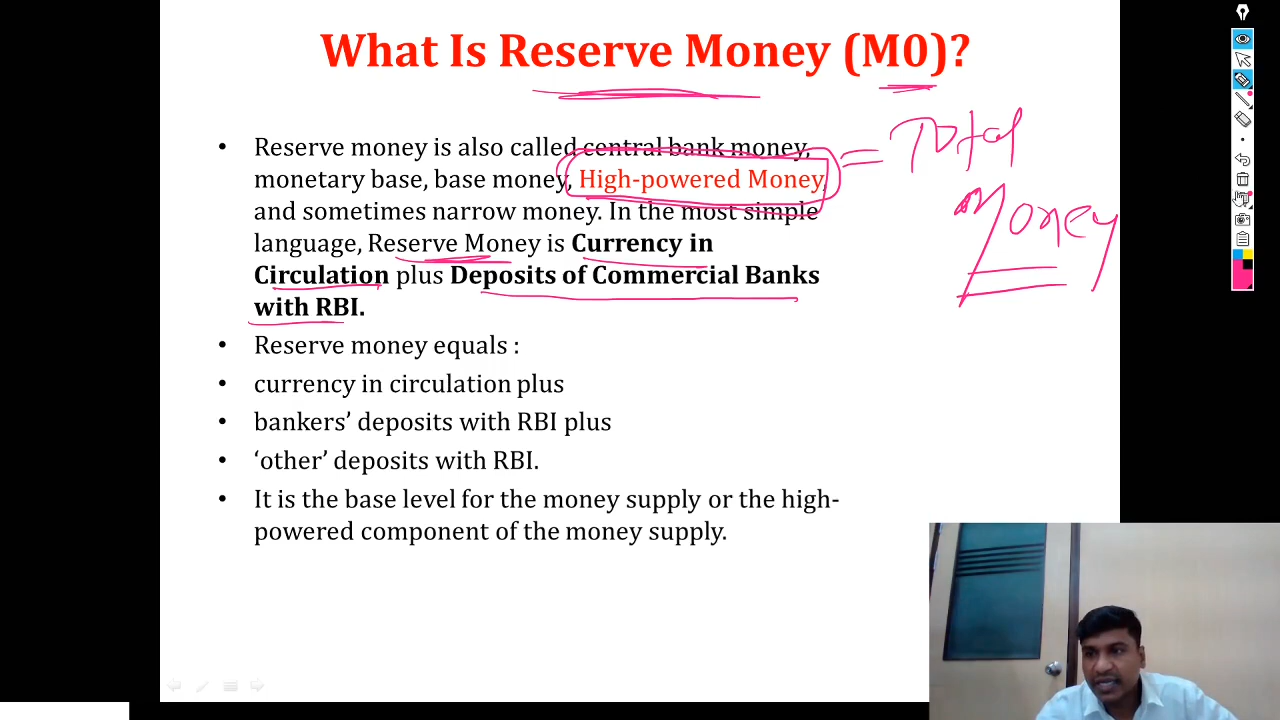 What Is Reserve Money (M0)?
• Reserve money is also called central bank money,
monetary base, base money, High-powered Money,
and sometimes narrow money. In the most simple
language, Reserve Money is Currency in
Circulation plus Deposits of Commercial Banks
with RBI.
= Total
Money
• Reserve money equals :
• currency in circulation plus
• bankers’ deposits with RBI plus
• ‘other’ deposits with RBI.
• It is the base level for the money supply or the high-
powered component of the money supply.